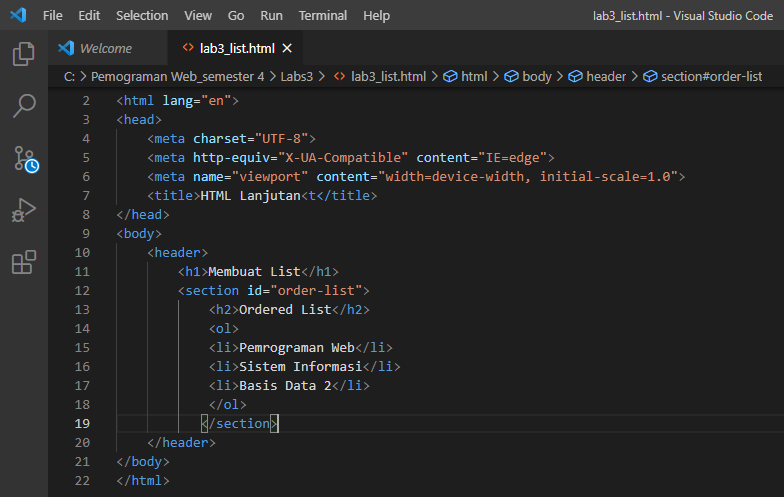 File Edit Selection View Go Run Terminal Help lab3_list.html - Visual Studio Code
Welcome <> lab3_list.html ×
C: > Pemograman Web_semester 4 > Labs3 > <> lab3_list.html > html > body > header > section#order-list
2 <html lang="en">
3 <head>
4 <meta charset="UTF-8">
5 <meta http-equiv="X-UA-Compatible" content="IE=edge">
6 <meta name="viewport" content="width=device-width, initial-scale=1.0">
7 <title>HTML Lanjutan<t</title>
8 </head>
9 <body>
10 <header>
11 <h1>Membuat List</h1>
12 <section id="order-list">
13 <h2>Ordered List</h2>
14 <ol>
15 <li>Pemrograman Web</li>
16 <li>Sistem Informasi</li>
17 <li>Basis Data 2</li>
18 </ol>
19 </section>
20 </header>
21 </body>
22 </html>